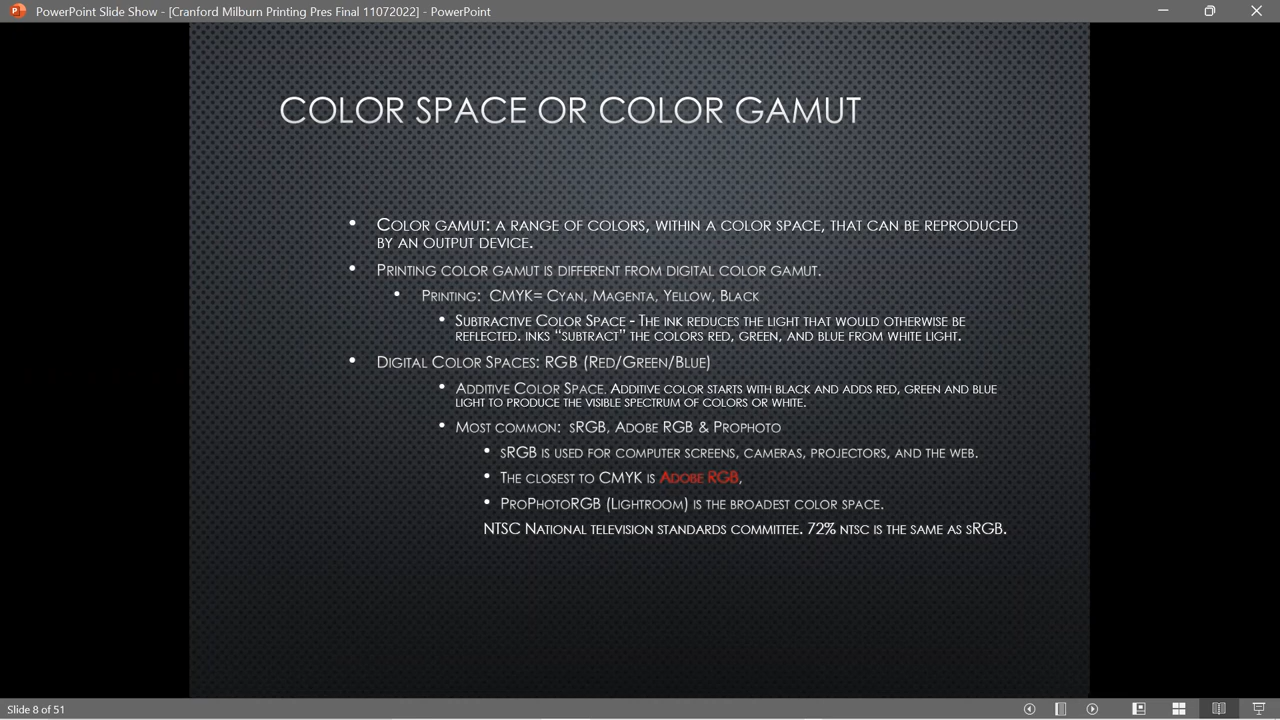 PowerPoint Slide Show - [Cranford Milburn Printing Pres Final 11072022] - PowerPoint
COLOR SPACE OR COLOR GAMUT
• COLOR GAMUT: A RANGE OF COLORS, WITHIN A COLOR SPACE, THAT CAN BE REPRODUCED
BY AN OUTPUT DEVICE.
• PRINTING COLOR GAMUT IS DIFFERENT FROM DIGITAL COLOR GAMUT.
• PRINTING: CMYK= CYAN, MAGENTA, YELLOW, BLACK
• SUBTRACTIVE COLOR SPACE - THE INK REDUCES THE LIGHT THAT WOULD OTHERWISE BE
REFLECTED. INKS “SUBTRACT” THE COLORS RED, GREEN, AND BLUE FROM WHITE LIGHT.
• DIGITAL COLOR SPACES: RGB (RED/GREEN/BLUE)
• ADDITIVE COLOR SPACE. ADDITIVE COLOR STARTS WITH BLACK AND ADDS RED, GREEN AND BLUE
LIGHT TO PRODUCE THE VISIBLE SPECTRUM OF COLORS OR WHITE.
• MOST COMMON: SRGB, ADOBE RGB & PROPHOTO
• SRGB IS USED FOR COMPUTER SCREENS, CAMERAS, PROJECTORS, AND THE WEB.
• THE CLOSEST TO CMYK IS ADOBE RGB,
• PROPHOTORGB (LIGHTROOM) IS THE BROADEST COLOR SPACE.
NTSC NATIONAL TELEVISION STANDARDS COMMITTEE. 72% NTSC IS THE SAME AS SRGB.
Slide 8 of 51